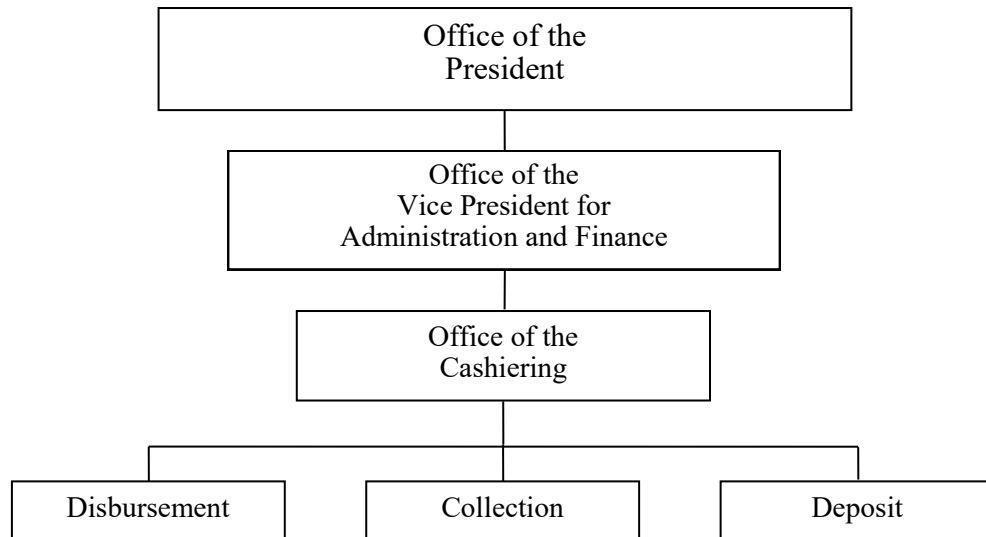 Office of the
President
Office of the
Vice President for
Administration and Finance
Office of the
Cashiering
Disbursement
Collection
Deposit